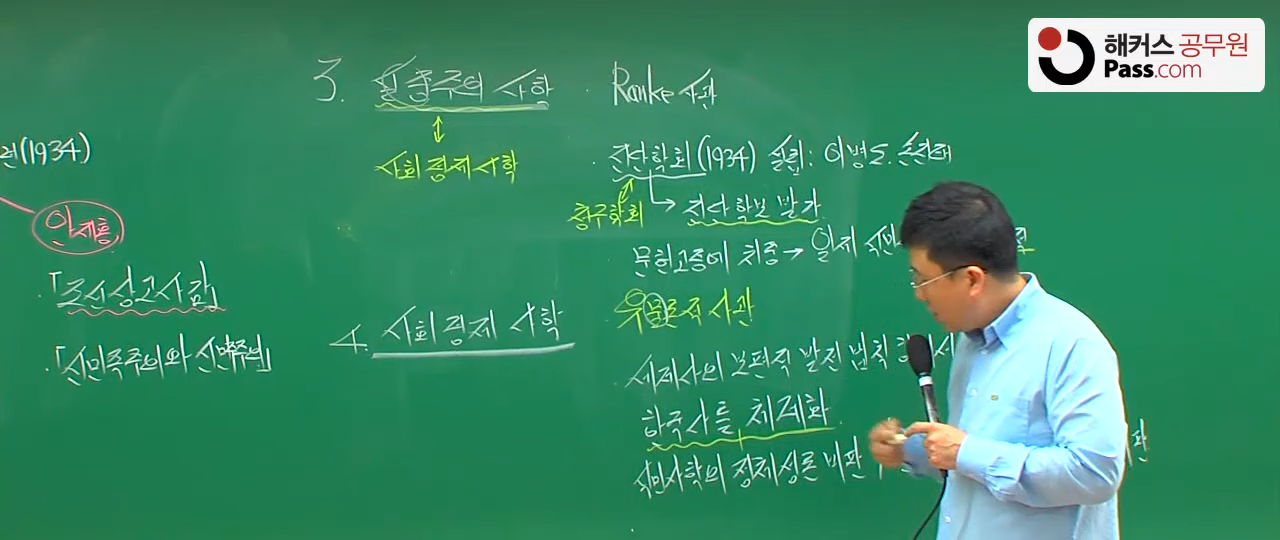 해커스 공무원
Pass.com
3. 실증주의 사학
↕
사회경제사학
· Ranke 사관
· 진단학회(1934) 설립: 이병도. 손진태
청구학회
→ 진단학보 발간
문헌고증에 치중 → 일제 식민
4. 사회경제사학
유물론적 사관
세계사의 보편적 발전 법칙
한국사를 체계화
식민사학의 정체성론 비판
(1934)
안재홍
·「조선상고사감」
·「신민족주의와 신민주주의」